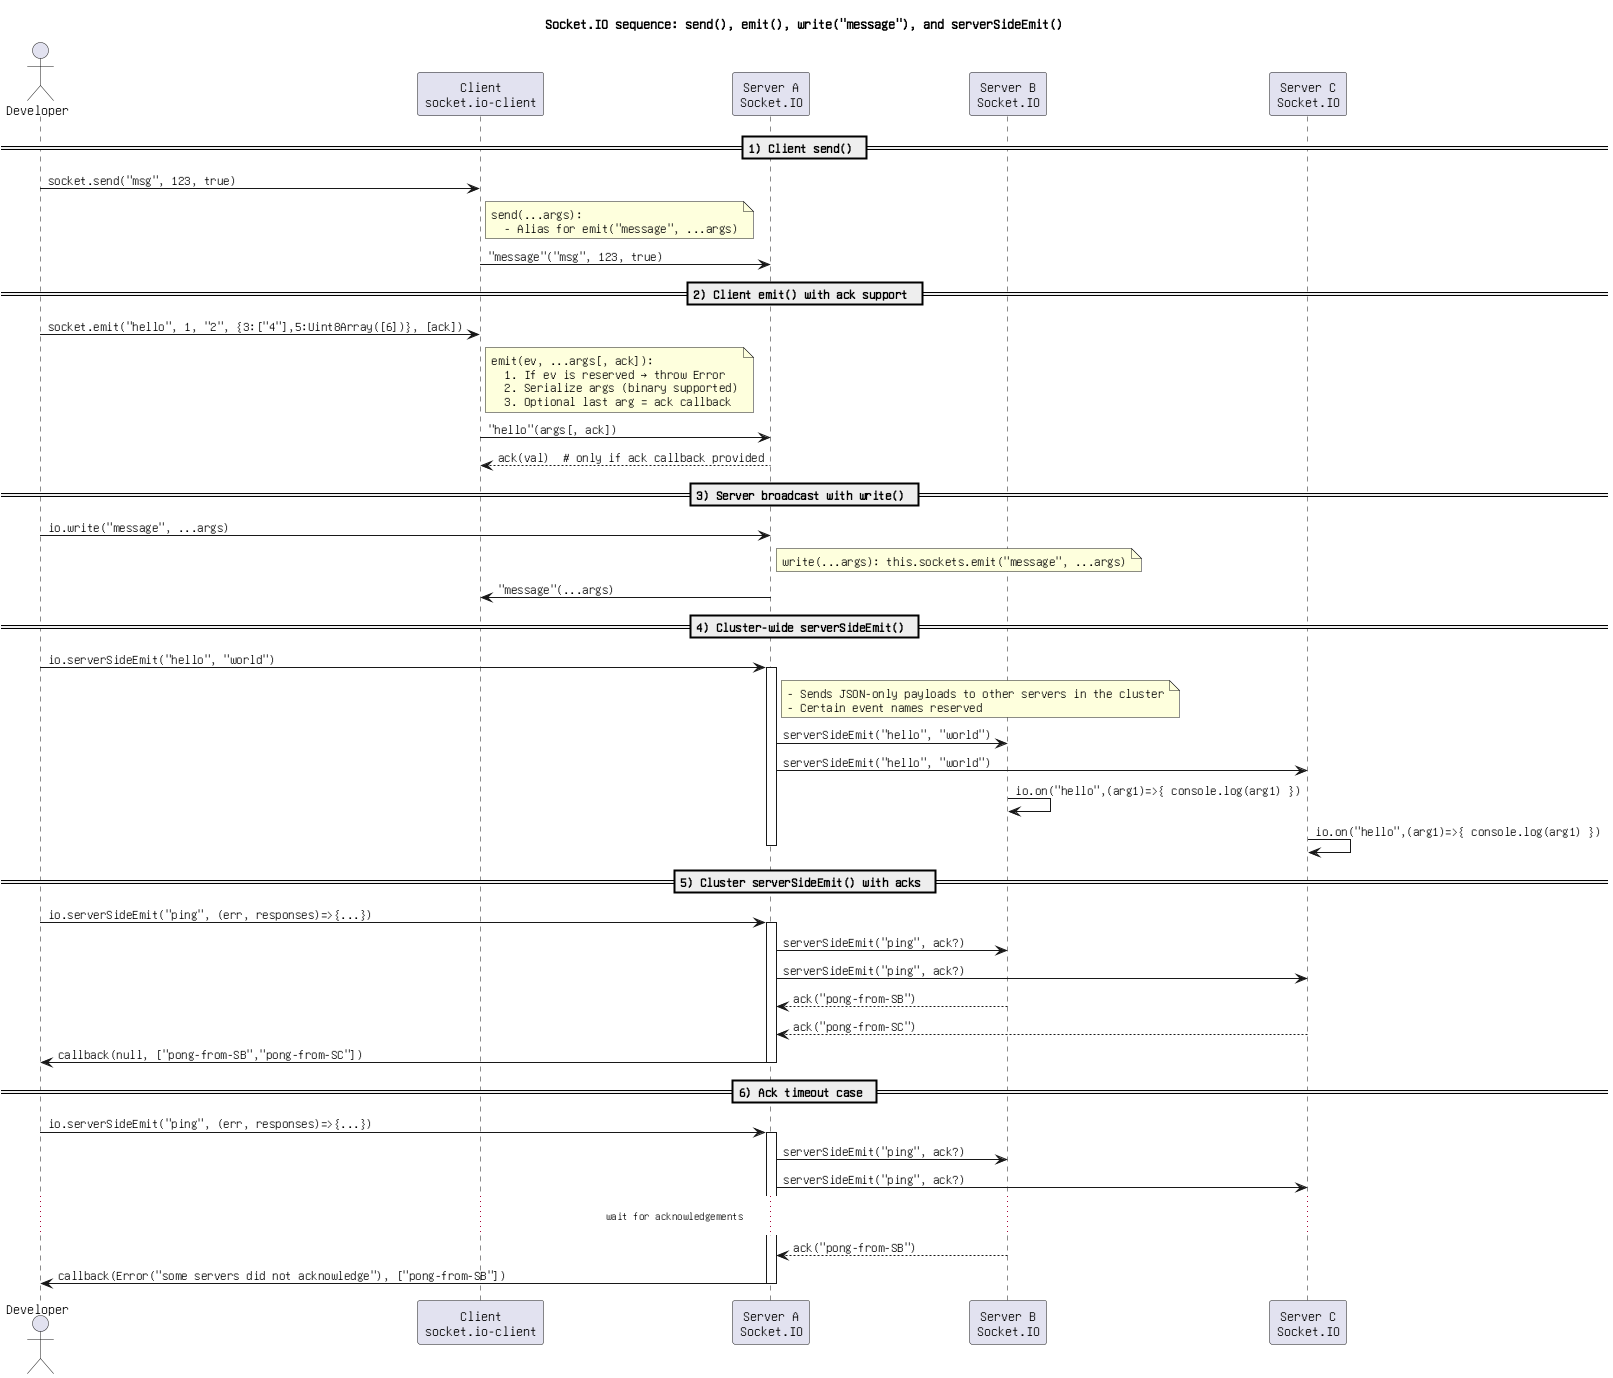 Socket.IO sequence: send(), emit(), write("message"), and serverSideEmit()
Developer
Client
socket.io-client
Server A
Socket.IO
Server B
Socket.IO
Server C
Socket.IO
1) Client send()
socket.send("msg", 123, true)
send(...args):
- Alias for emit("message", ...args)
"message"("msg", 123, true)
2) Client emit() with ack support
socket.emit("hello", 1, "2", {3:["4"],5:Uint8Array([6])}, [ack])
emit(ev, ...args[, ack]):
1. If ev is reserved → throw Error
2. Serialize args (binary supported)
3. Optional last arg = ack callback
"hello"(args[, ack])
ack(val)  # only if ack callback provided
3) Server broadcast with write()
io.write("message", ...args)
write(...args): this.sockets.emit("message", ...args)
"message"(...args)
4) Cluster-wide serverSideEmit()
io.serverSideEmit("hello", "world")
- Sends JSON-only payloads to other servers in the cluster
- Certain event names reserved
serverSideEmit("hello", "world")
serverSideEmit("hello", "world")
io.on("hello",(arg1)=>{ console.log(arg1) })
io.on("hello",(arg1)=>{ console.log(arg1) })
5) Cluster serverSideEmit() with acks
io.serverSideEmit("ping", (err, responses)=>{...})
serverSideEmit("ping", ack?)
serverSideEmit("ping", ack?)
ack("pong-from-SB")
ack("pong-from-SC")
callback(null, ["pong-from-SB","pong-from-SC"])
6) Ack timeout case
io.serverSideEmit("ping", (err, responses)=>{...})
serverSideEmit("ping", ack?)
serverSideEmit("ping", ack?)
wait for acknowledgements
ack("pong-from-SB")
callback(Error("some servers did not acknowledge"), ["pong-from-SB"])
Developer
Client
socket.io-client
Server A
Socket.IO
Server B
Socket.IO
Server C
Socket.IO